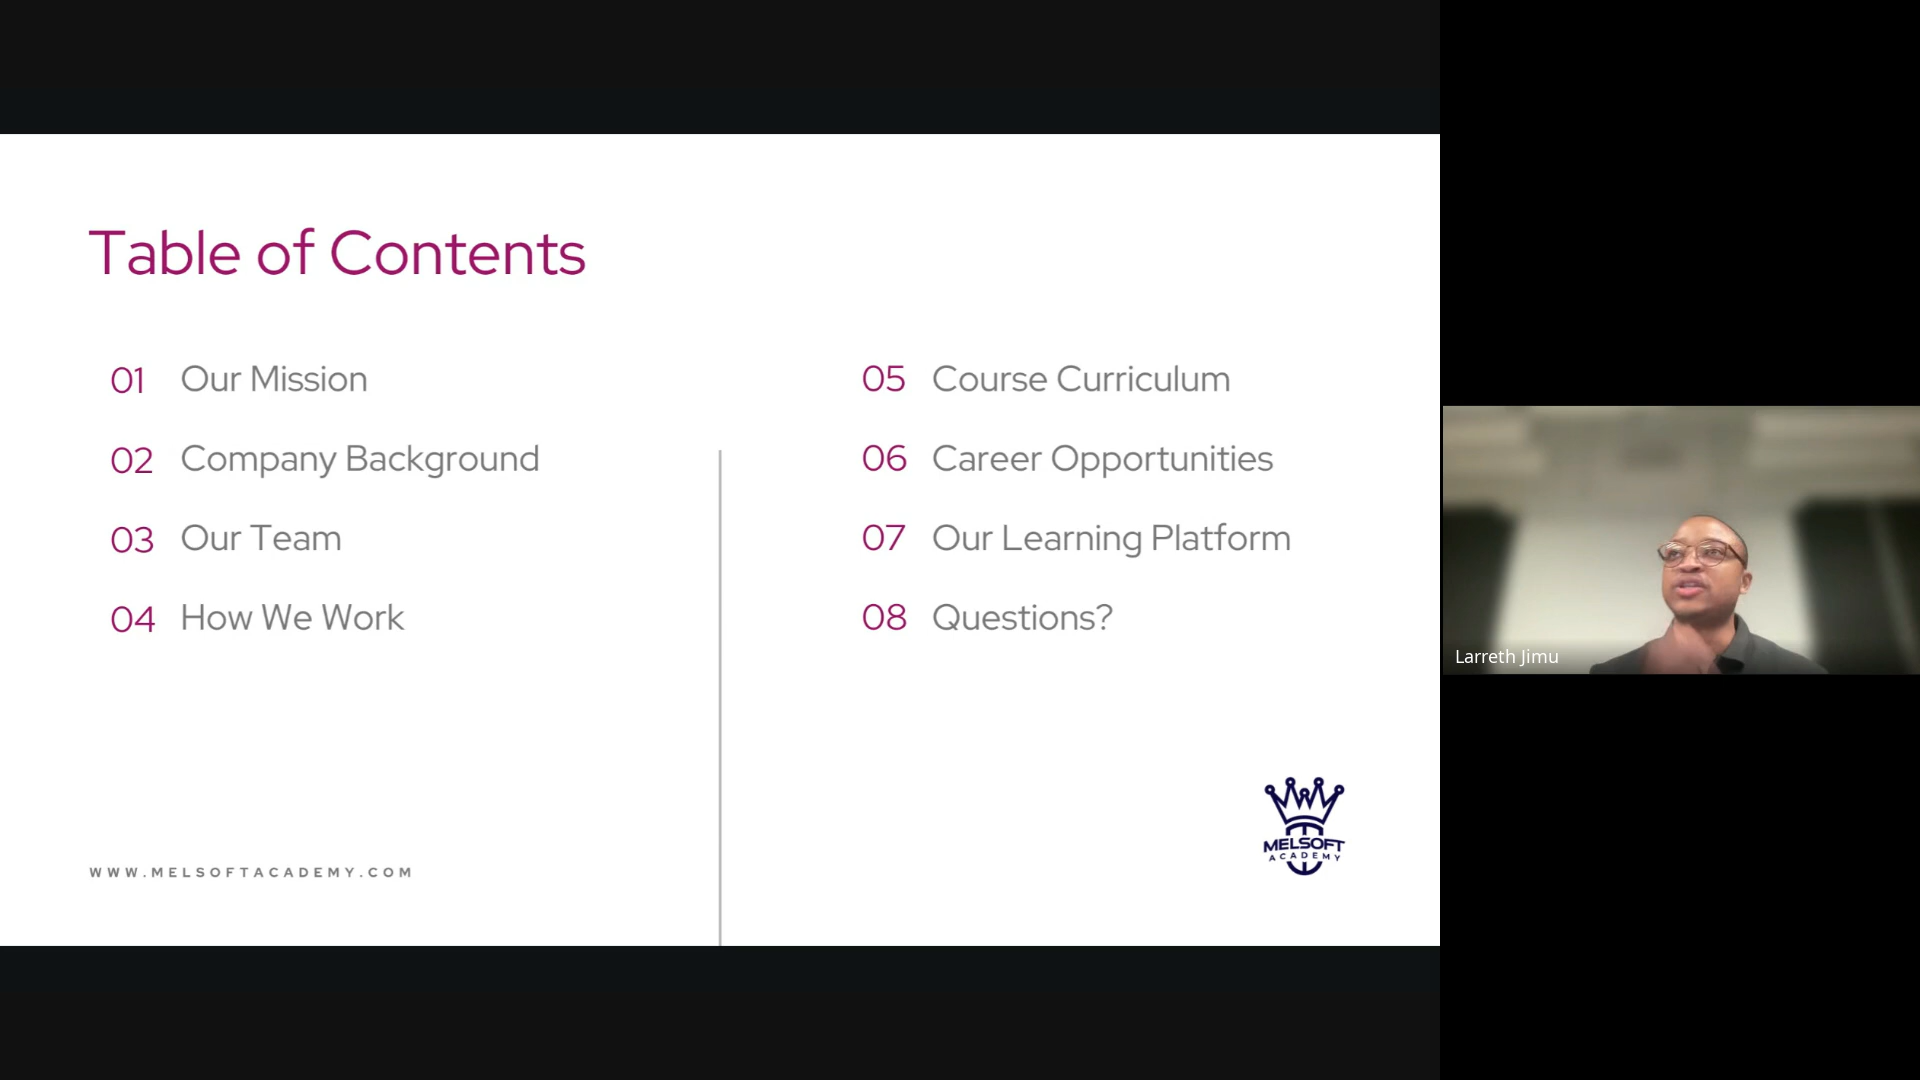 Table of Contents
01 Our Mission
02 Company Background
03 Our Team
04 How We Work
05 Course Curriculum
06 Career Opportunities
07 Our Learning Platform
08 Questions?
WWW.MELSOFTACADEMY.COM
MELSOFT
ACADEMY
Larreth Jimu